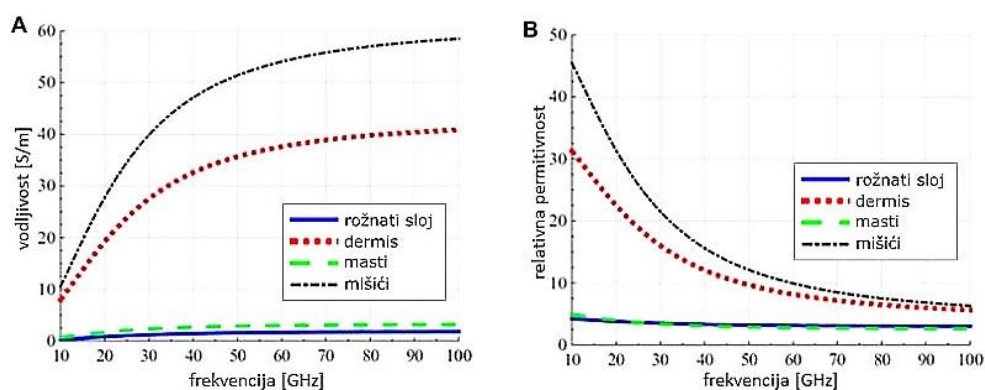 A
60
50
40
30
20
10
0
vodljivost [S/m]
rožnati sloj
dermis
masti
mišići
10 20 30 40 50 60 70 80 90 100
frekvencija [GHz]
B
50
40
30
20
10
0
relativna permitivnost
rožnati sloj
dermis
masti
mišići
10 20 30 40 50 60 70 80 90 100
frekvencija [GHz]